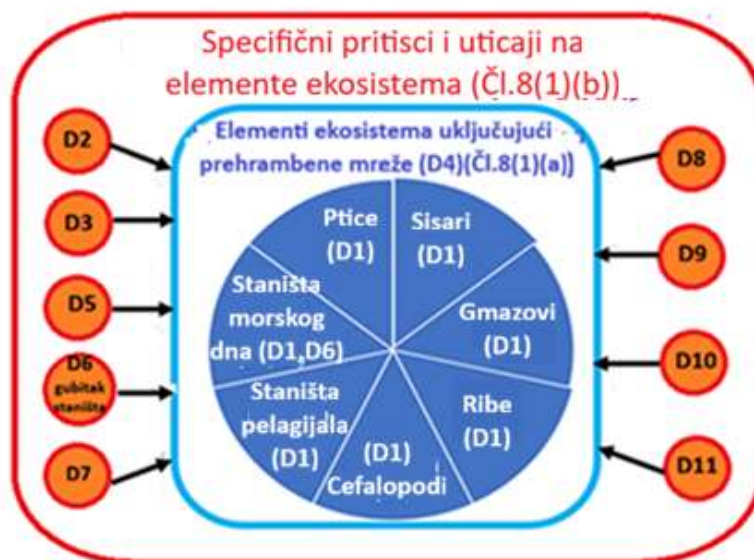 Specifični pritisci i uticaji na
elemente ekosistema (Čl.8(1)(b))
Elementi ekosistema uključujući
prehrambene mreže (D4)(Čl.8(1)(a))
D2
D3
D5
D6
gubitak
staništa
D7
Ptice
(D1)
Sisari
(D1)
Staništa
morskog
dna (D1,D6)
Gmazovi
(D1)
Staništa
pelagijala
(D1)
(D1)
Cefalopodi
Ribe
(D1)
D8
D9
D10
D11